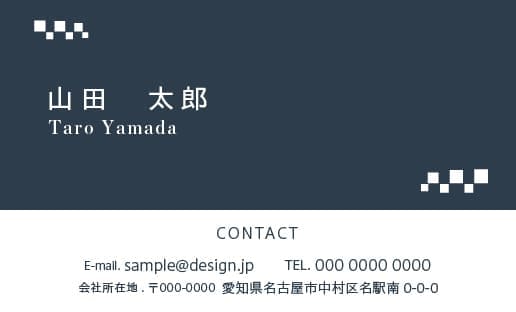 山田　太郎
Taro Yamada
CONTACT
E-mail. sample@design.jp　TEL. 000 0000 0000
会社所在地 . 〒000-0000 愛知県名古屋市中村区名駅南 0-0-0